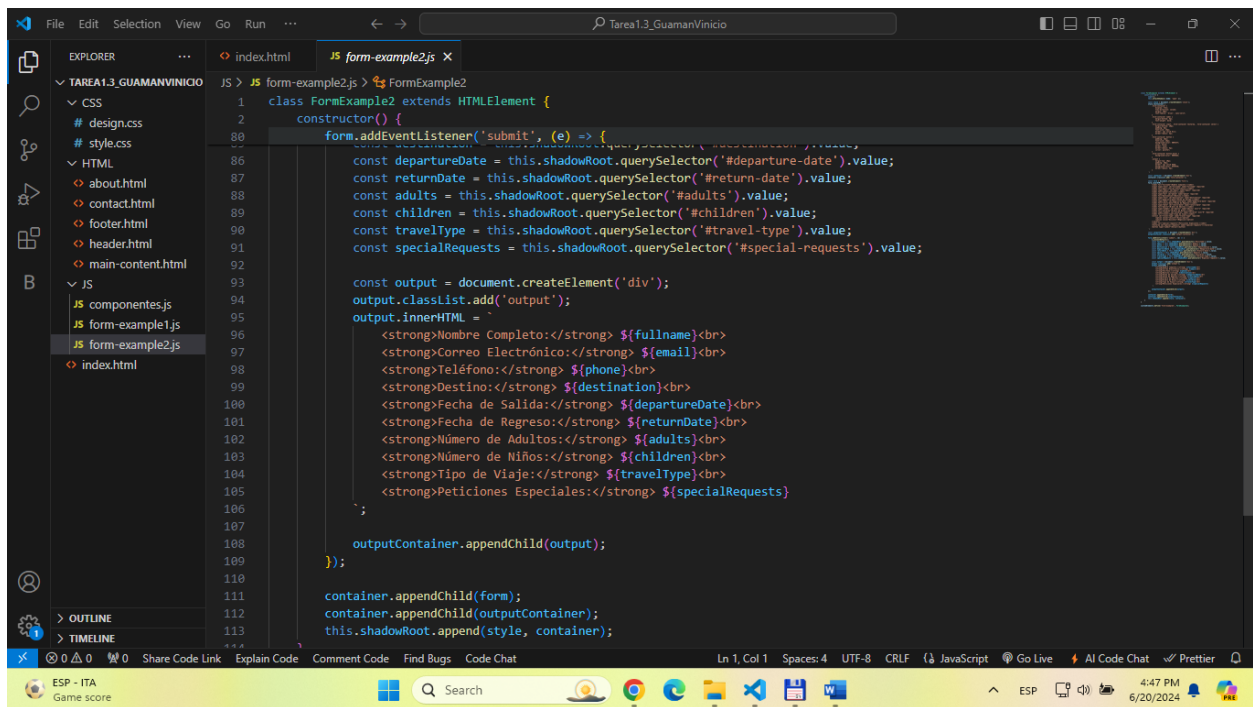 File Edit Selection View Go Run ··· ← → Tarea1.3_GuamanVinicio
EXPLORER ···
TAREA1.3_GUAMANVINICIO
CSS
# design.css
# style.css
HTML
<> about.html
<> contact.html
<> footer.html
<> header.html
<> main-content.html
JS
JS componentes.js
JS form-example1.js
JS form-example2.js
<> index.html
> OUTLINE
> TIMELINE
<> index.html JS form-example2.js ×
JS > JS form-example2.js > FormExample2
1 class FormExample2 extends HTMLElement {
2 constructor() {
80 form.addEventListener('submit', (e) => {
85 const destination = this.shadowRoot.querySelector('#destination').value;
86 const departureDate = this.shadowRoot.querySelector('#departure-date').value;
87 const returnDate = this.shadowRoot.querySelector('#return-date').value;
88 const adults = this.shadowRoot.querySelector('#adults').value;
89 const children = this.shadowRoot.querySelector('#children').value;
90 const travelType = this.shadowRoot.querySelector('#travel-type').value;
91 const specialRequests = this.shadowRoot.querySelector('#special-requests').value;
92
93 const output = document.createElement('div');
94 output.classList.add('output');
95 output.innerHTML = `
96 <strong>Nombre Completo:</strong> ${fullname}<br>
97 <strong>Correo Electrónico:</strong> ${email}<br>
98 <strong>Teléfono:</strong> ${phone}<br>
99 <strong>Destino:</strong> ${destination}<br>
100 <strong>Fecha de Salida:</strong> ${departureDate}<br>
101 <strong>Fecha de Regreso:</strong> ${returnDate}<br>
102 <strong>Número de Adultos:</strong> ${adults}<br>
103 <strong>Número de Niños:</strong> ${children}<br>
104 <strong>Tipo de Viaje:</strong> ${travelType}<br>
105 <strong>Peticiones Especiales:</strong> ${specialRequests}
106 `;
107
108 outputContainer.appendChild(output);
109 });
110
111 container.appendChild(form);
112 container.appendChild(outputContainer);
113 this.shadowRoot.append(style, container);
114 }
0 0 0 Share Code Link Explain Code Comment Code Find Bugs Code Chat Ln 1, Col 1 Spaces: 4 UTF-8 CRLF JavaScript Go Live AI Code Chat Prettier
ESP - ITA
Game score
Search
ESP
4:47 PM
6/20/2024
PRE